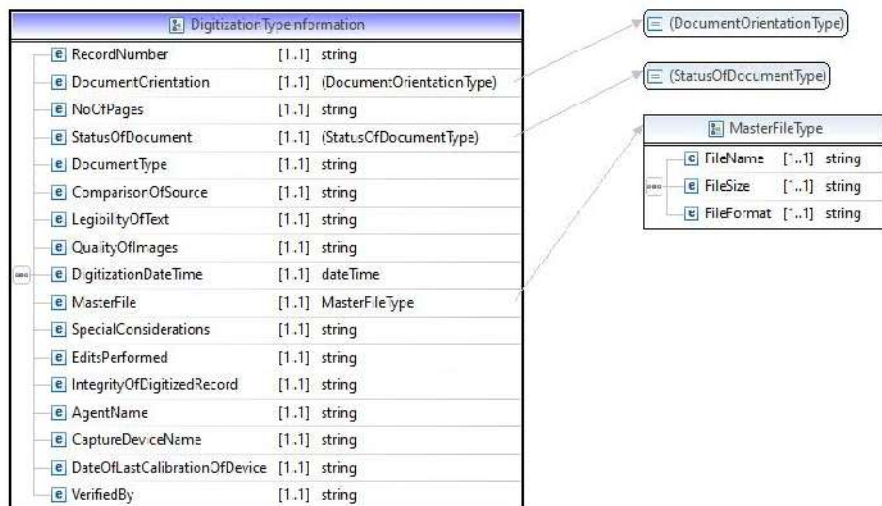 DigitizationTypeInformation
RecordNumber [1..1] string
DocumentOrientation [1..1] (DocumentOrientationType)
NoOfPages [1..1] string
StatusOfDocument [1..1] (StatusOfDocumentType)
DocumentType [1..1] string
ComparisonOfSource [1..1] string
LegibilityOfText [1..1] string
QualityOfImages [1..1] string
DigitizationDateTime [1..1] dateTime
MasterFile [1..1] MasterFileType
SpecialConsiderations [1..1] string
EditsPerformed [1..1] string
IntegrityOfDigitizedRecord [1..1] string
AgentName [1..1] string
CaptureDeviceName [1..1] string
DateOfLastCalibrationOfDevice [1..1] string
VerifiedBy [1..1] string
(DocumentOrientationType)
(StatusOfDocumentType)
MasterFileType
FileName [1..1] string
FileSize [1..1] string
FileFormat [1..1] string